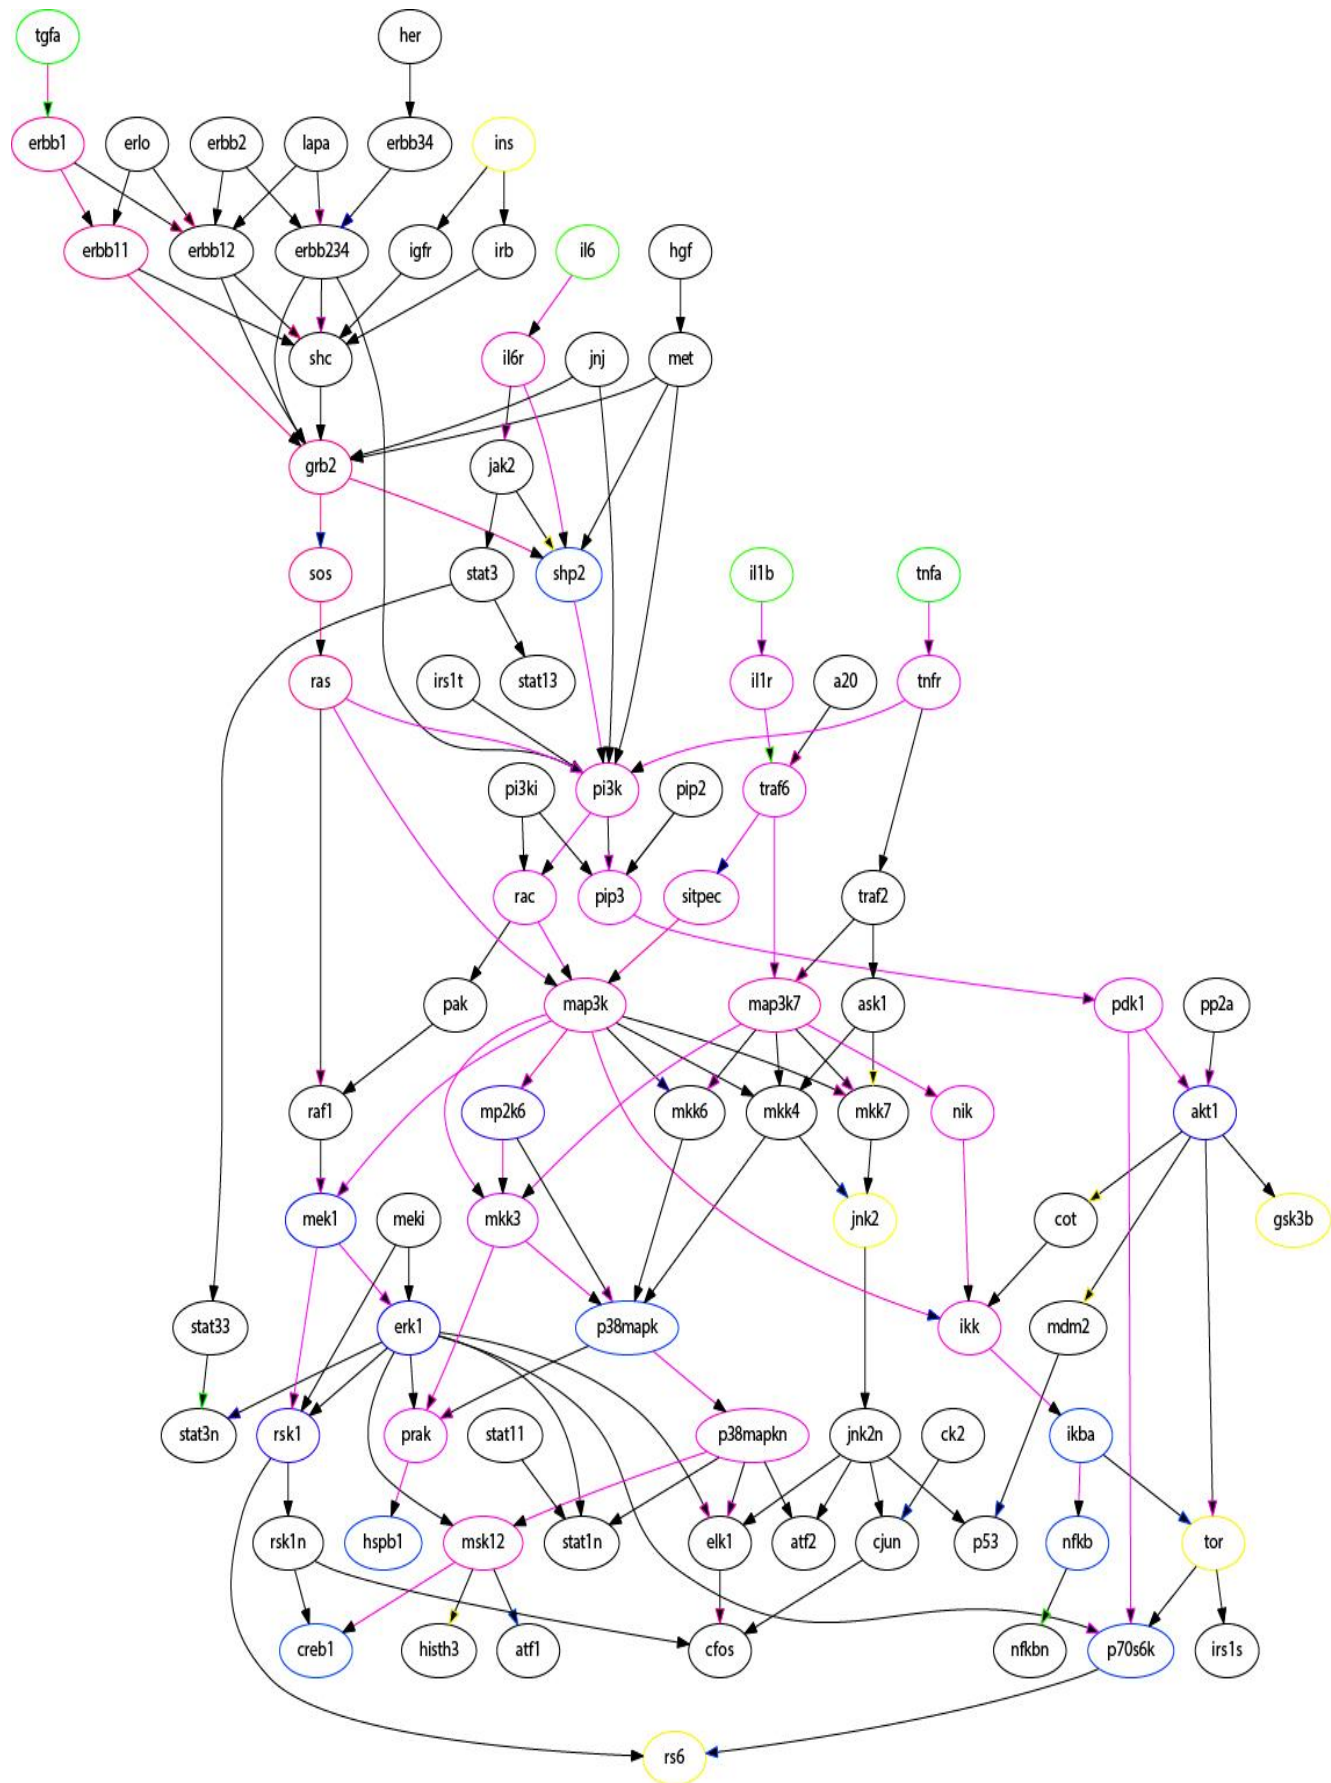 tgfa her
erbb1 erlo erbb2 lapa erbb34 ins
erbb11 erbb12 erbb234 igfr irb il6 hgf
shc il6r jnj met
grb2 jak2
sos stat3 shp2 il1b tnfa
ras irs1t stat13 il1r a20 tnfr
pi3ki pi3k pip2 traf6
rac pip3 sitpec traf2
pak map3k map3k7 ask1 pdk1 pp2a
raf1 mp2k6 mkk6 mkk4 mkk7 nik akt1
mek1 meki mkk3 jnk2 cot gsk3b
stat33 erk1 p38mapk ikk mdm2
stat3n rsk1 prak stat11 p38mapkn jnk2n ck2 ikba
rsk1n hspb1 msk12 stat1n elk1 atf2 cjun p53 nfkb tor
creb1 histh3 atf1 cfos nfkbn p70s6k irs1s
rs6